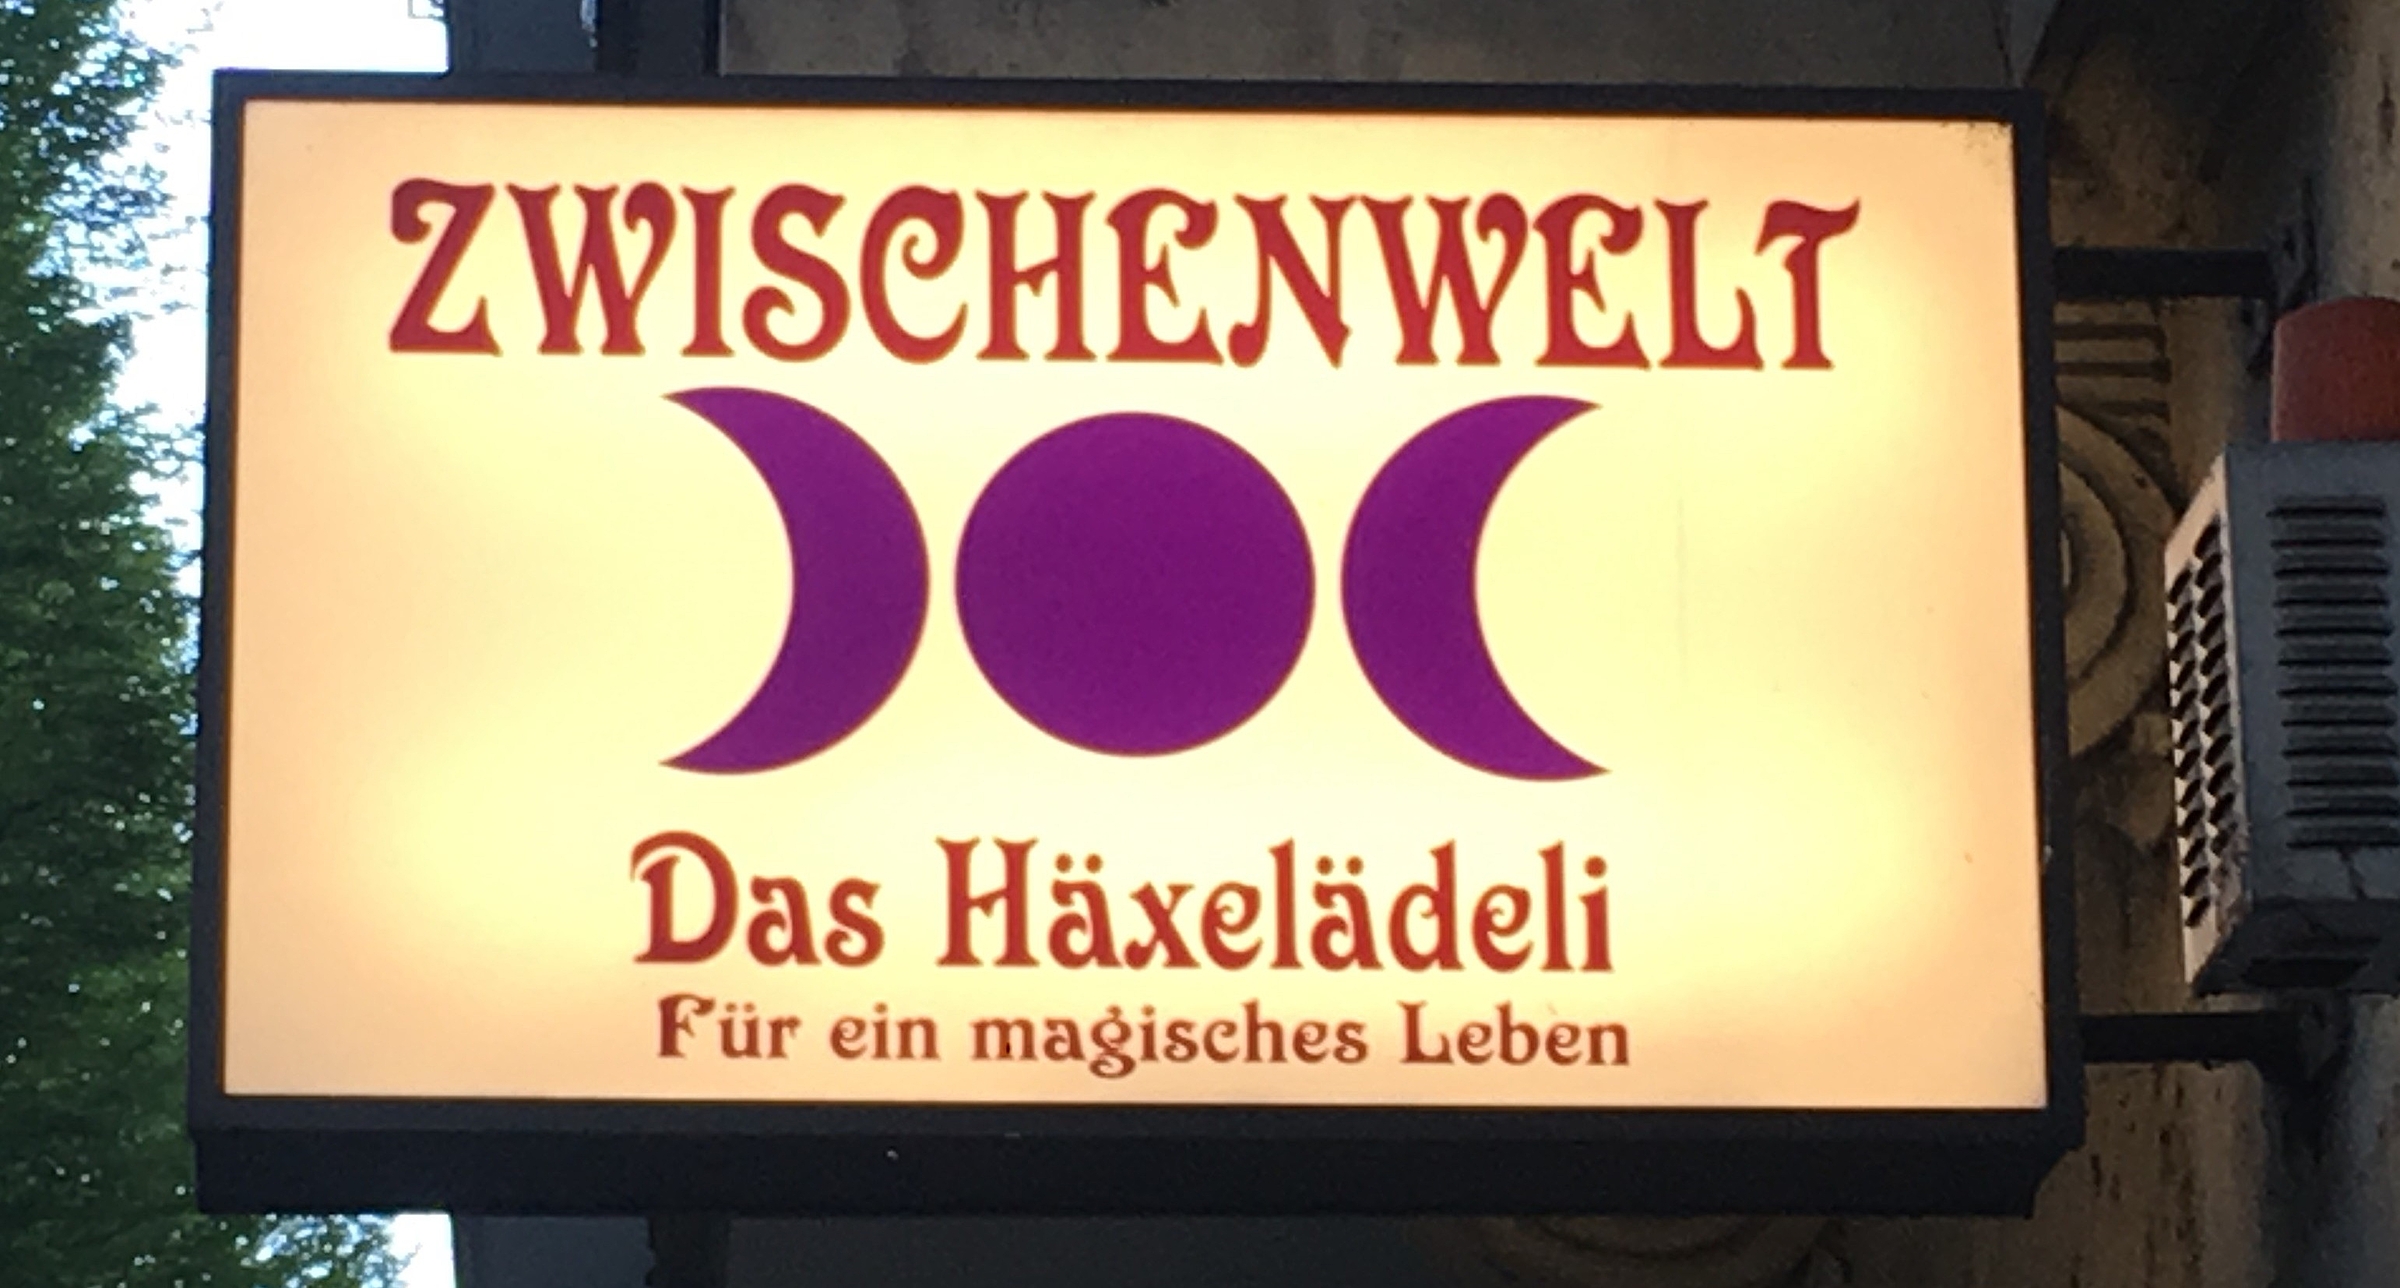 ZWISCHENWELT
Das Häxelädeli
Für ein magisches Leben